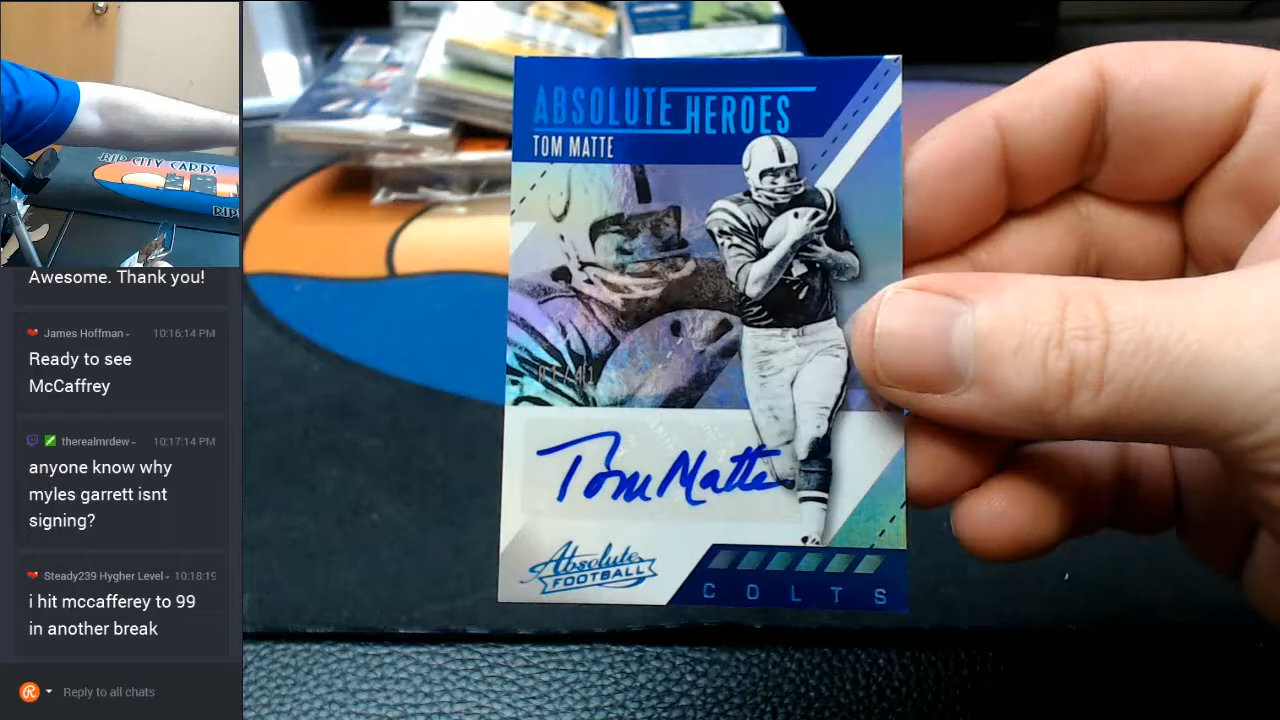 RIP CITY CARDS
RIP
Awesome. Thank you!
James Hoffman
10:16:14 PM
Ready to see
McCaffrey
therealmrdew
10:17:14 PM
anyone know why
myles garrett isnt
signing?
Steady239 Hygher Level
10:18:19
i hit mccafferey to 99
in another break
Reply to all chats
ABSOLUTE HEROES
TOM MATTE
Tom Matte
Absolute
FOOTBALL
COLTS